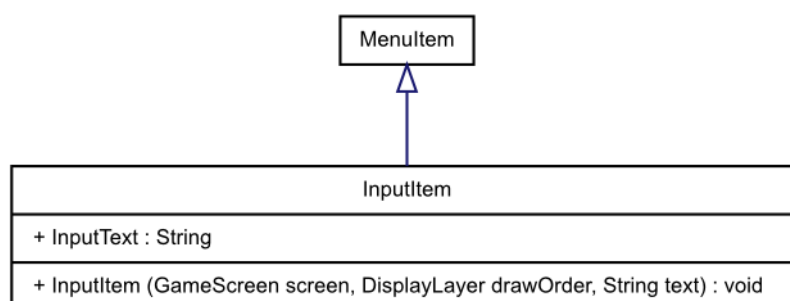 MenuItem
InputItem
+ InputText : String
+ InputItem (GameScreen screen, DisplayLayer drawOrder, String text) : void